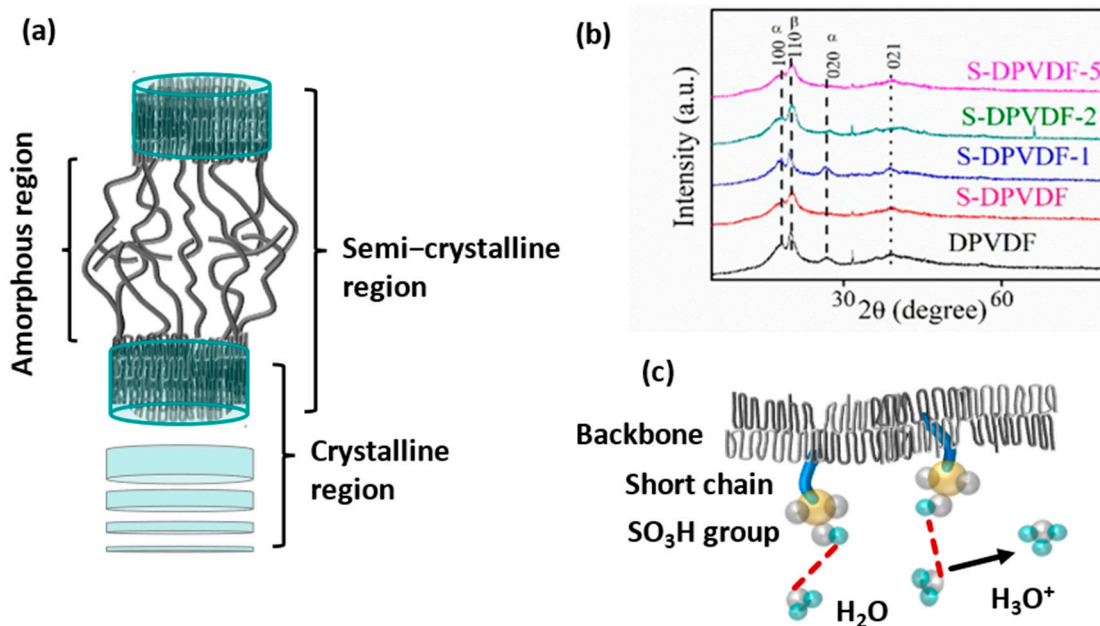 (a)
Amorphous region
Semi–crystalline
region
Crystalline
region
(b)
Intensity (a.u.)
100 α
110 β
020 α
021
S-DPVDF-5
S-DPVDF-2
S-DPVDF-1
S-DPVDF
DPVDF
30
60
2θ (degree)
(c)
Backbone
Short chain
SO₃H group
H₂O
H₃O⁺